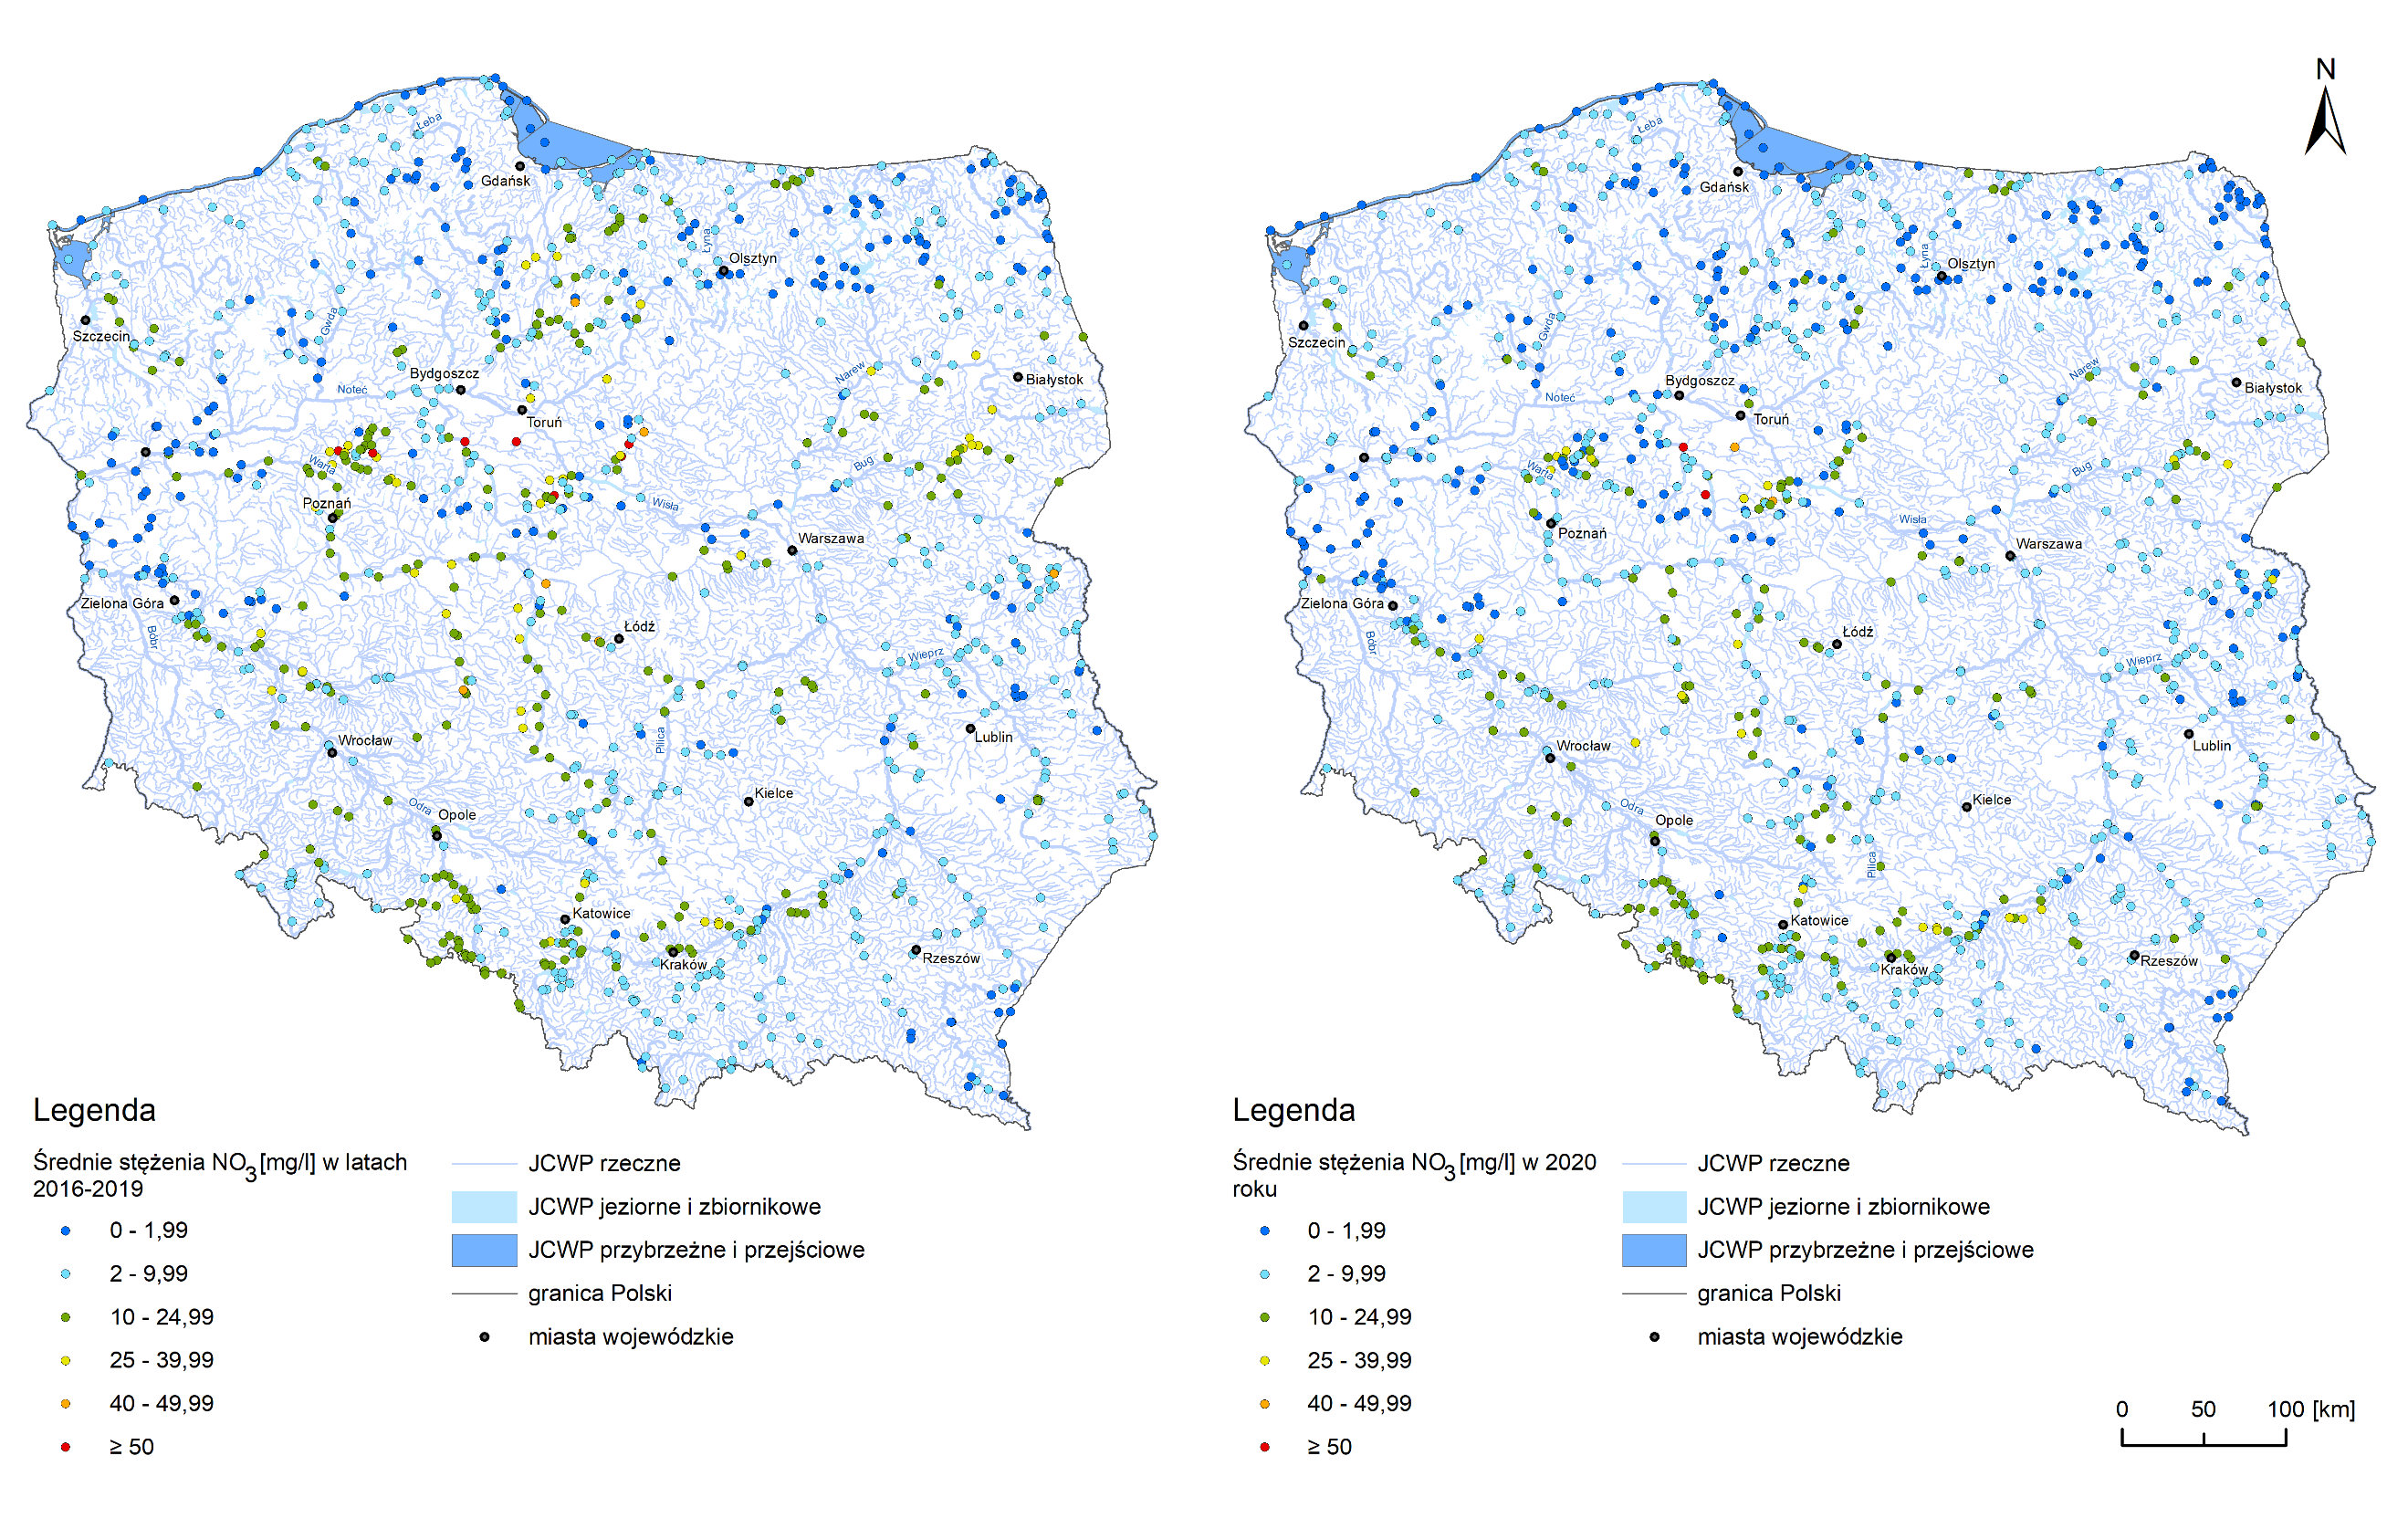 Łeba
Gdańsk
Łyna
Olsztyn
Szczecin
Gwda
Bydgoszcz
Noteć
Narew
Białystok
Toruń
Warta
Bug
Poznań
Wisła
Warszawa
Zielona Góra
Bóbr
Łódź
Wieprz
Pilica
Lublin
Wrocław
Kielce
Odra
Opole
Katowice
Kraków
Rzeszów
N
Łeba
Gdańsk
Łyna
Olsztyn
Szczecin
Gwda
Bydgoszcz
Noteć
Narew
Białystok
Toruń
Warta
Bug
Poznań
Wisła
Warszawa
Zielona Góra
Bóbr
Łódź
Wieprz
Lublin
Wrocław
Kielce
Odra
Opole
Pilica
Katowice
Kraków
Rzeszów
Legenda
Średnie stężenia NO3 [mg/l] w latach
2016-2019
0 - 1,99
2 - 9,99
10 - 24,99
25 - 39,99
40 - 49,99
≥ 50
JCWP rzeczne
JCWP jeziorne i zbiornikowe
JCWP przybrzeżne i przejściowe
granica Polski
miasta wojewódzkie
Legenda
Średnie stężenia NO3 [mg/l] w 2020
roku
0 - 1,99
2 - 9,99
10 - 24,99
25 - 39,99
40 - 49,99
≥ 50
JCWP rzeczne
JCWP jeziorne i zbiornikowe
JCWP przybrzeżne i przejściowe
granica Polski
miasta wojewódzkie
0 50 100 [km]